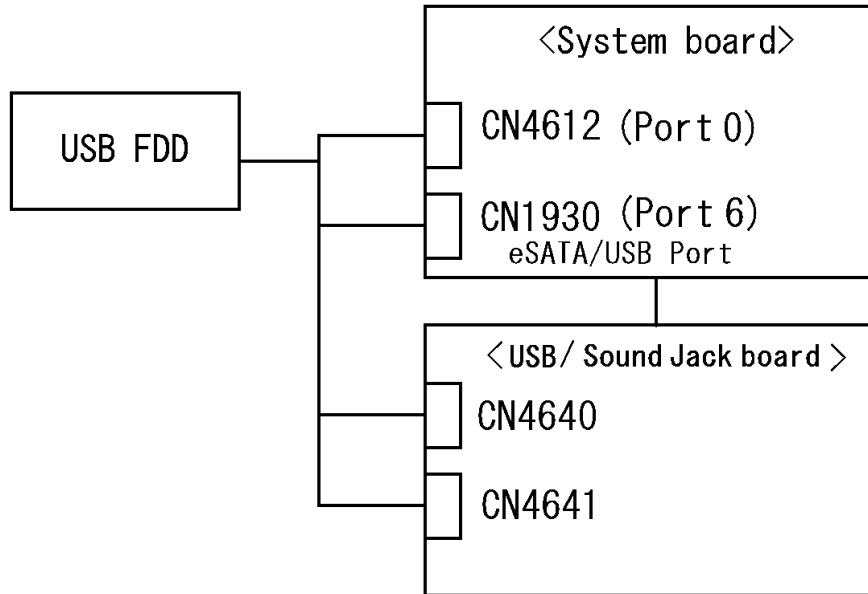 <System board>
USB FDD
CN4612 (Port 0)
CN1930 (Port 6)
eSATA/USB Port
<USB/ Sound Jack board >
CN4640
CN4641